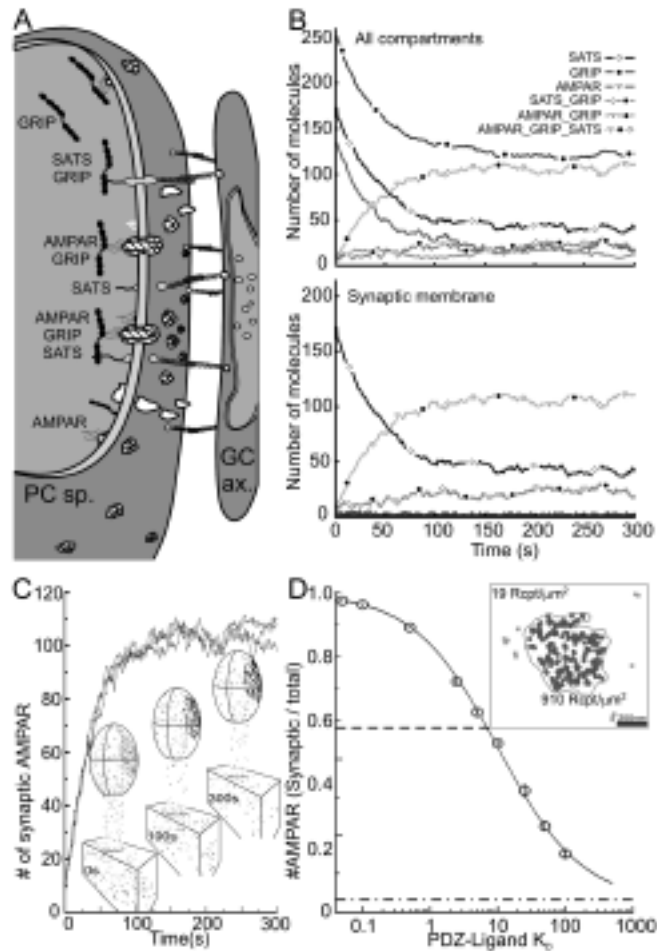 A
GRIP
SATS
GRIP
AMPAR
GRIP
SATS
AMPAR
GRIP
SATS
AMPAR
PC sp.
GC
ax.
B
All compartments
SATS
GRIP
AMPAR
SATS_GRIP
AMPAR_GRIP
AMPAR_GRIP_SATS
Number of molecules
250
200
150
100
50
0
Synaptic membrane
Number of molecules
200
150
100
50
0
0 50 100 150 200 250 300
Time (s)
C
# of synaptic AMPAR
120
100
80
60
40
20
0
0s
100s
300s
0 100 200 300
Time(s)
D
#AMPAR (Synaptic / total)
1.0
0.8
0.6
0.4
0.2
0
19 Rcpt/µm²
910 Rcpt/µm²
0.1 1 10 100 1000
PDZ-Ligand K